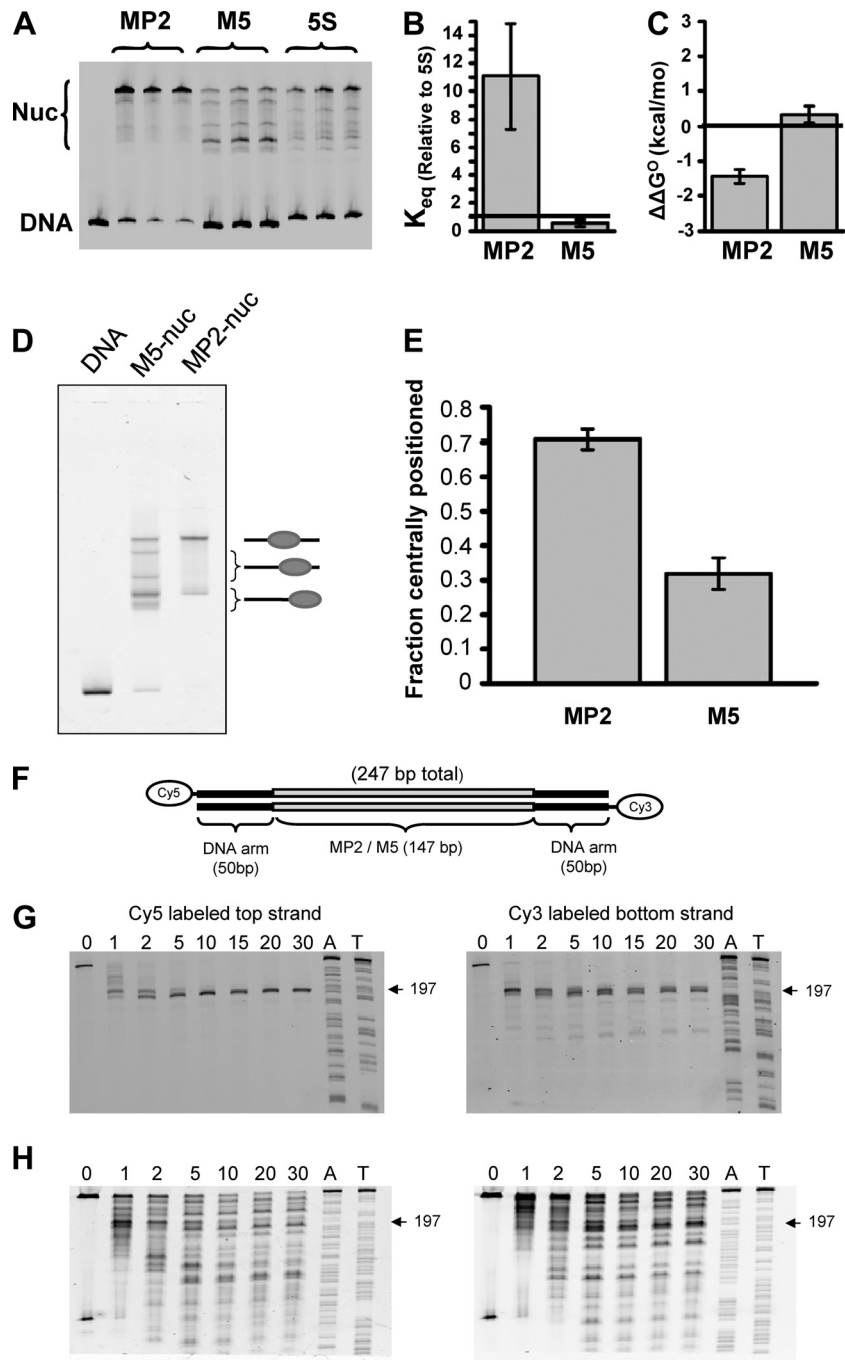 A
MP2 M5 5S
Nuc
DNA
B
Keq (Relative to 5S)
14
12
10
8
6
4
2
0
MP2 M5
C
ΔΔG° (kcal/mo)
3
2
1
0
-1
-2
-3
MP2 M5
D
DNA
M5-nuc
MP2-nuc
E
Fraction centrally positioned
0.8
0.7
0.6
0.5
0.4
0.3
0.2
0.1
0
MP2 M5
F
(247 bp total)
Cy5
Cy3
DNA arm
(50bp)
MP2 / M5 (147 bp)
DNA arm
(50bp)
G
Cy5 labeled top strand
0 1 2 5 10 15 20 30 A T
197
Cy3 labeled bottom strand
0 1 2 5 10 15 20 30 A T
197
H
0 1 2 5 10 20 30 A T
197
0 1 2 5 10 20 30 A T
197